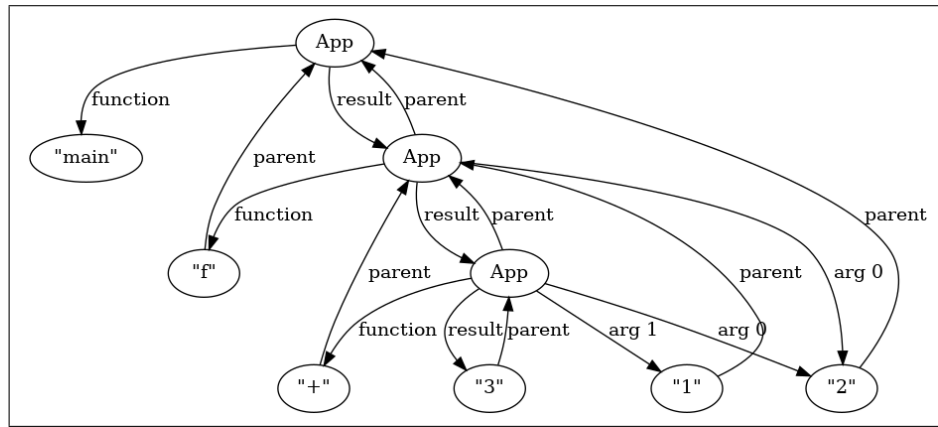 App
function
result
parent
"main"
App
parent
parent
function
result
parent
"f"
App
parent
parent
arg 0
function
result
parent
arg 1
arg 0
"+"
"3"
"1"
"2"